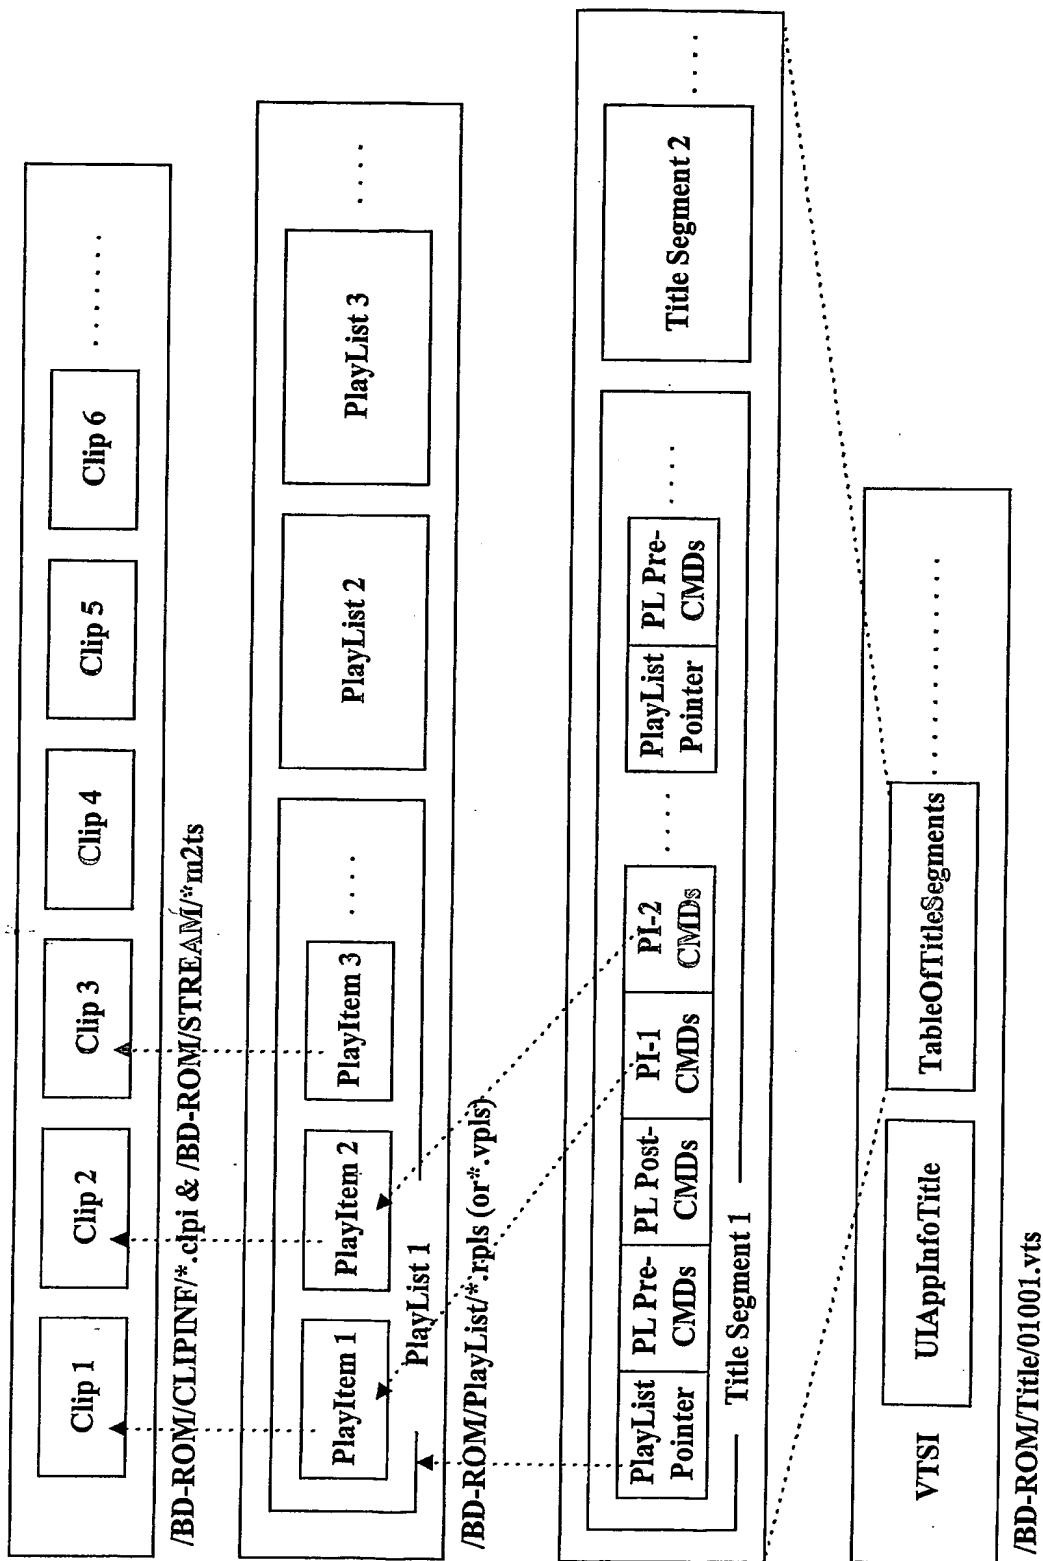 Clip 1
Clip 2
Clip 3
Clip 4
Clip 5
Clip 6
.......
/BD-ROM/CLIPINF/*.clpi & /BD-ROM/STREAM/*m2ts
PlayItem 1
PlayItem 2
PlayItem 3
....
PlayList 1
PlayList 2
PlayList 3
....
/BD-ROM/PlayList/*.rpls (or*.vpls)
PlayList
Pointer
PL Pre-
CMDs
PL Post-
CMDs
PI-1
CMDs
PI-2
CMDs
....
PlayList
Pointer
PL Pre-
CMDs
....
Title Segment 1
Title Segment 2
....
VTSI
UIAppInfoTitle
TableOfTitleSegments
............
/BD-ROM/Title/01001.vts